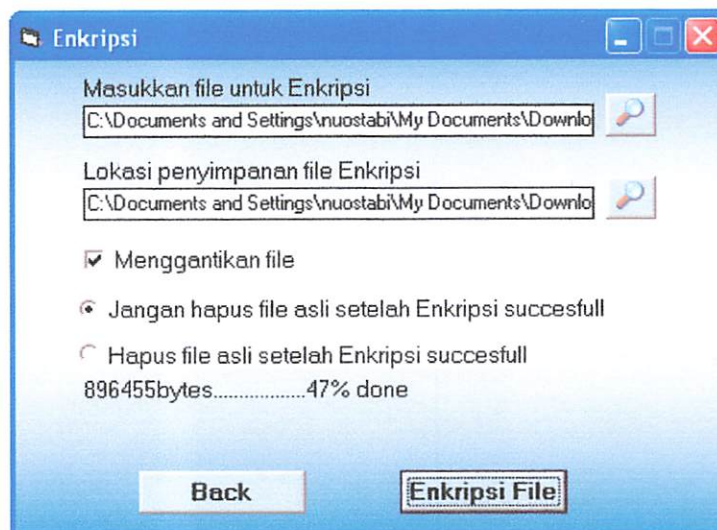 Enkripsi
Masukkan file untuk Enkripsi
C:\Documents and Settings\nuostabi\My Documents\Downlo
Lokasi penyimpanan file Enkripsi
C:\Documents and Settings\nuostabi\My Documents\Downlo
Menggantikan file
Jangan hapus file asli setelah Enkripsi succesfull
Hapus file asli setelah Enkripsi succesfull
896455bytes..................47% done
Back Enkripsi File